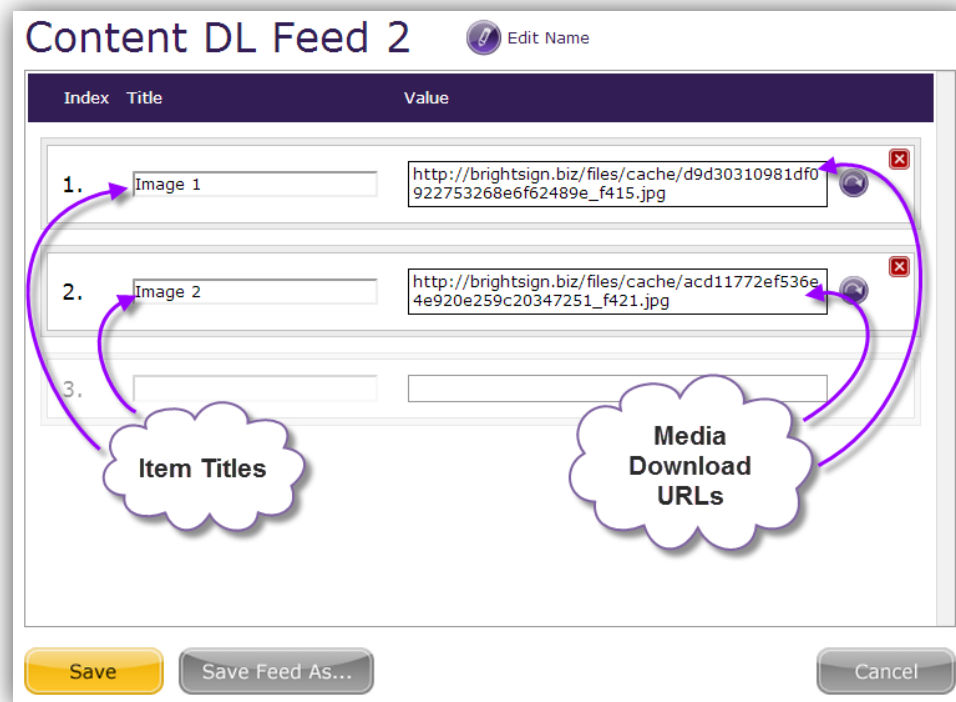 Content DL Feed 2
Edit Name
Index Title Value
1. Image 1
http://brightsign.biz/files/cache/d9d30310981df0
922753268e6f62489e_f415.jpg
2. Image 2
http://brightsign.biz/files/cache/acd11772ef536e
4e920e259c20347251_f421.jpg
3.
Item Titles
Media
Download
URLs
Save
Save Feed As...
Cancel